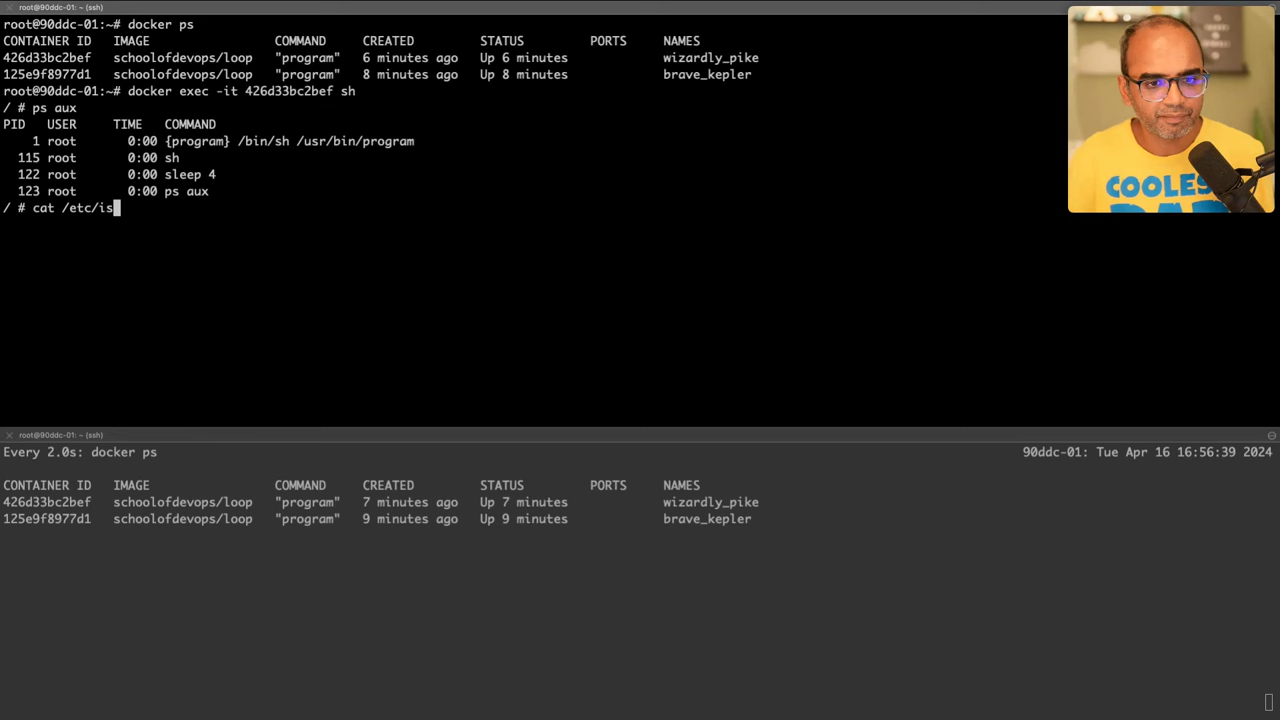 root@90ddc-01: ~ (ssh)
root@90ddc-01:~# docker ps
CONTAINER ID   IMAGE                COMMAND     CREATED         STATUS         PORTS     NAMES
426d33bc2bef   schoolofdevops/loop   "program"   6 minutes ago   Up 6 minutes             wizardly_pike
125e9f8977d1   schoolofdevops/loop   "program"   8 minutes ago   Up 8 minutes             brave_kepler
root@90ddc-01:~# docker exec -it 426d33bc2bef sh
/ # ps aux
PID   USER     TIME  COMMAND
    1 root      0:00 {program} /bin/sh /usr/bin/program
  115 root      0:00 sh
  122 root      0:00 sleep 4
  123 root      0:00 ps aux
/ # cat /etc/is
COOLES
DAD
root@90ddc-01: ~ (ssh)
Every 2.0s: docker ps     90ddc-01: Tue Apr 16 16:56:39 2024
CONTAINER ID   IMAGE                COMMAND     CREATED         STATUS         PORTS     NAMES
426d33bc2bef   schoolofdevops/loop   "program"   7 minutes ago   Up 7 minutes             wizardly_pike
125e9f8977d1   schoolofdevops/loop   "program"   9 minutes ago   Up 9 minutes             brave_kepler